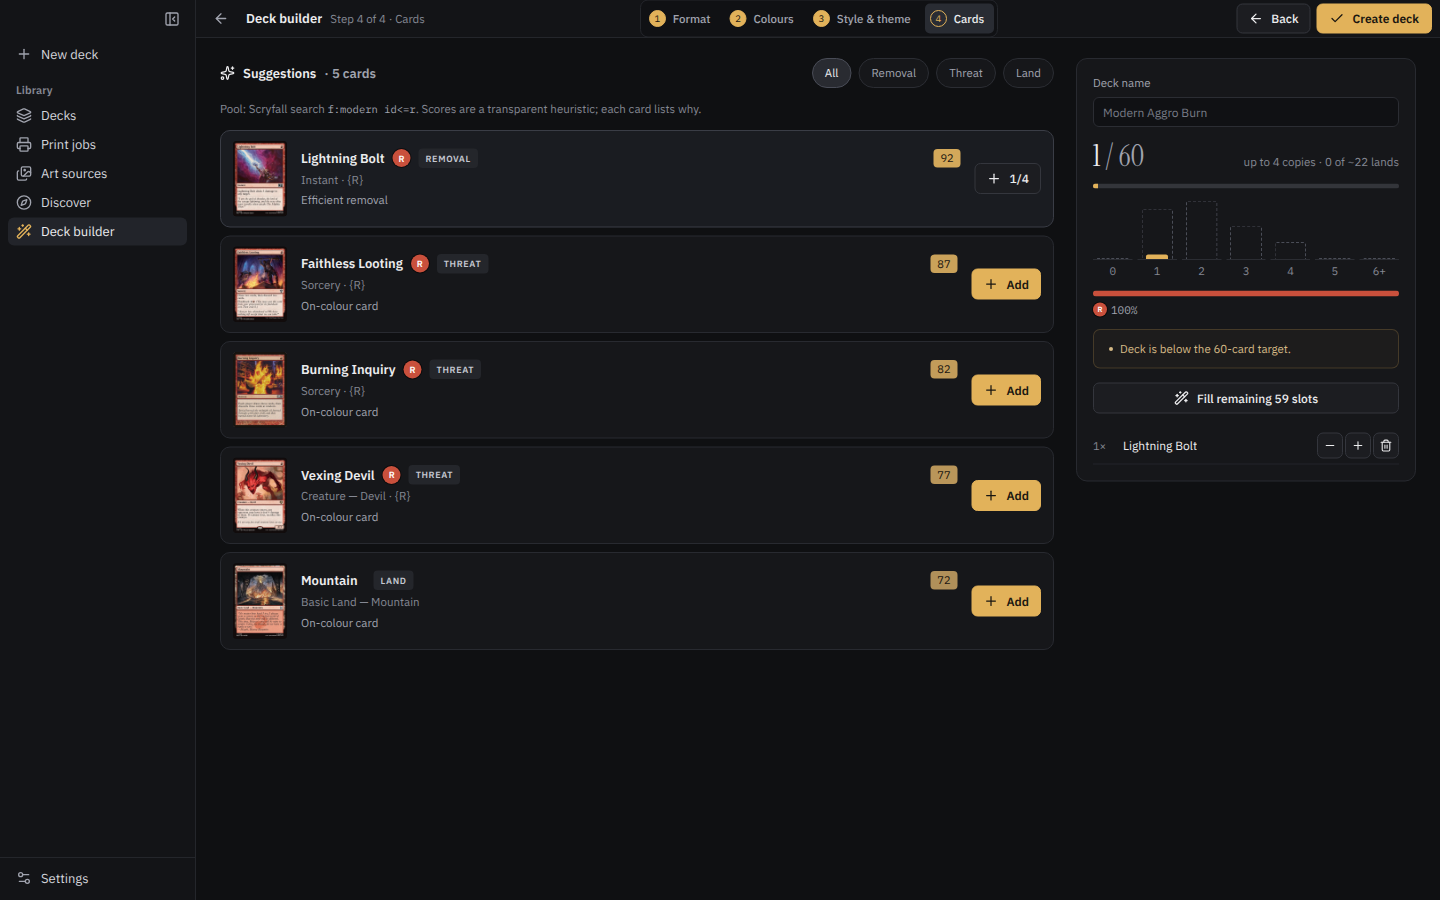 Deck builder
Step 4 of 4 · Cards
1 Format
2 Colours
3 Style & theme
4 Cards
Back
Create deck
New deck
Library
Decks
Print jobs
Art sources
Discover
Deck builder
Settings
Suggestions · 5 cards
All
Removal
Threat
Land
Pool: Scryfall search f:modern id<=r. Scores are a transparent heuristic; each card lists why.
Lightning Bolt R REMOVAL
92
Instant · {R}
1/4
Efficient removal
Faithless Looting R THREAT
87
Sorcery · {R}
Add
On-colour card
Burning Inquiry R THREAT
82
Sorcery · {R}
Add
On-colour card
Vexing Devil R THREAT
77
Creature — Devil · {R}
Add
On-colour card
Mountain LAND
72
Basic Land — Mountain
Add
On-colour card
Deck name
Modern Aggro Burn
1 / 60
up to 4 copies · 0 of ~22 lands
0 1 2 3 4 5 6+
R 100%
• Deck is below the 60-card target.
Fill remaining 59 slots
1× Lightning Bolt